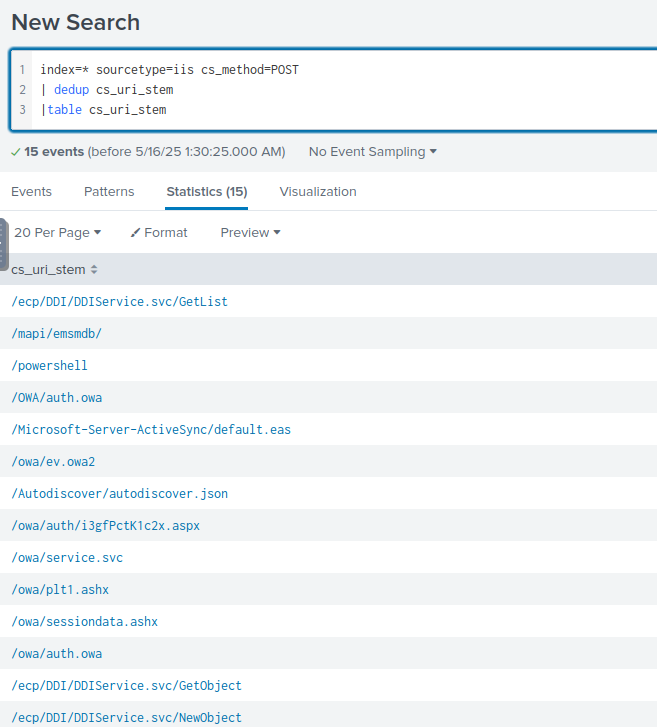 New Search
1 index=* sourcetype=iis cs_method=POST
2 | dedup cs_uri_stem
3 |table cs_uri_stem
✓ 15 events (before 5/16/25 1:30:25.000 AM) No Event Sampling ▾
Events Patterns Statistics (15) Visualization
20 Per Page ▾ Format Preview ▾
cs_uri_stem
/ecp/DDI/DDIService.svc/GetList
/mapi/emsmdb/
/powershell
/OWA/auth.owa
/Microsoft-Server-ActiveSync/default.eas
/owa/ev.owa2
/Autodiscover/autodiscover.json
/owa/auth/i3gfPctK1c2x.aspx
/owa/service.svc
/owa/plt1.ashx
/owa/sessiondata.ashx
/owa/auth.owa
/ecp/DDI/DDIService.svc/GetObject
/ecp/DDI/DDIService.svc/NewObject